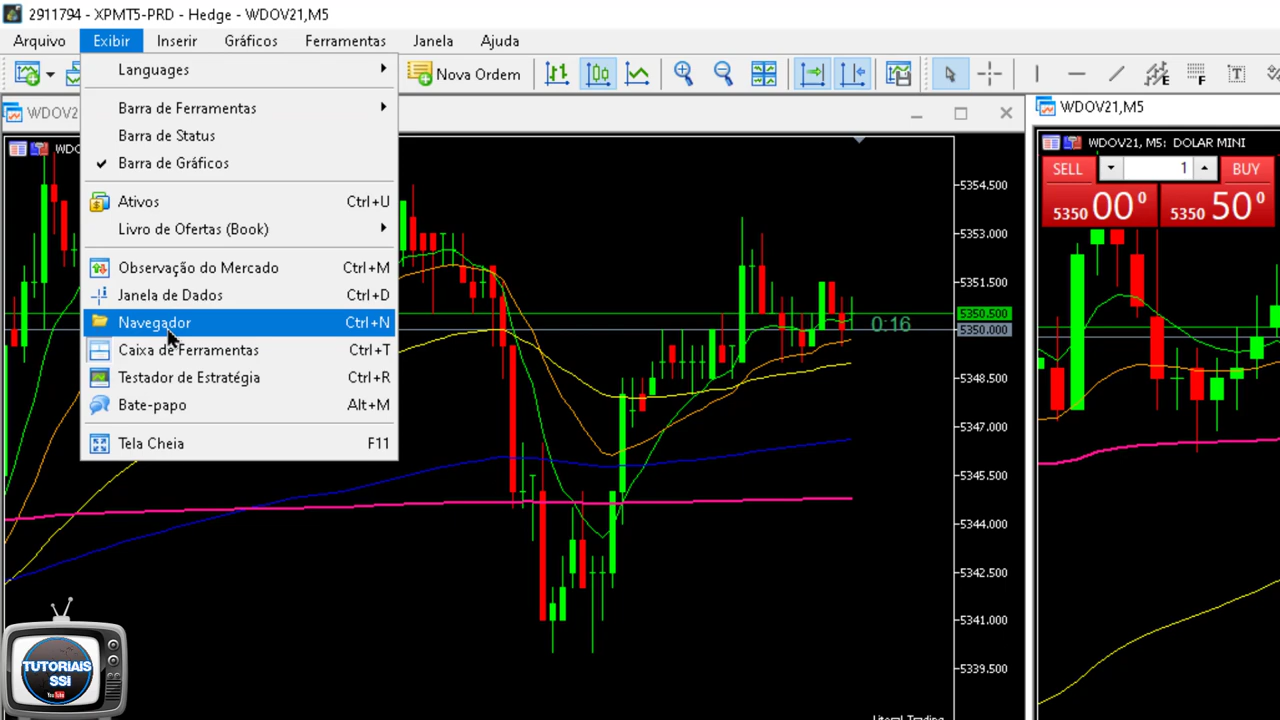 2911794 - XPMT5-PRD - Hedge - WDOV21,M5
Arquivo Exibir Inserir Gráficos Ferramentas Janela Ajuda
Nova Ordem
F E F T
WDOV2
WDOV21,M5
Languages
Barra de Ferramentas
Barra de Status
Barra de Gráficos
Ativos Ctrl+U
Livro de Ofertas (Book)
Observação do Mercado Ctrl+M
Janela de Dados Ctrl+D
Navegador Ctrl+N
Caixa de Ferramentas Ctrl+T
Testador de Estratégia Ctrl+R
Bate-papo Alt+M
Tela Cheia F11
WDO
0:16
5354.500
5353.000
5351.500
5350.500
5350.000
5348.500
5347.000
5345.500
5344.000
5342.500
5341.000
5339.500
WDOV21, M5: DOLAR MINI
SELL 1 BUY
5350 00 0 5350 50 0
TUTORIAIS
SSI
YouTube